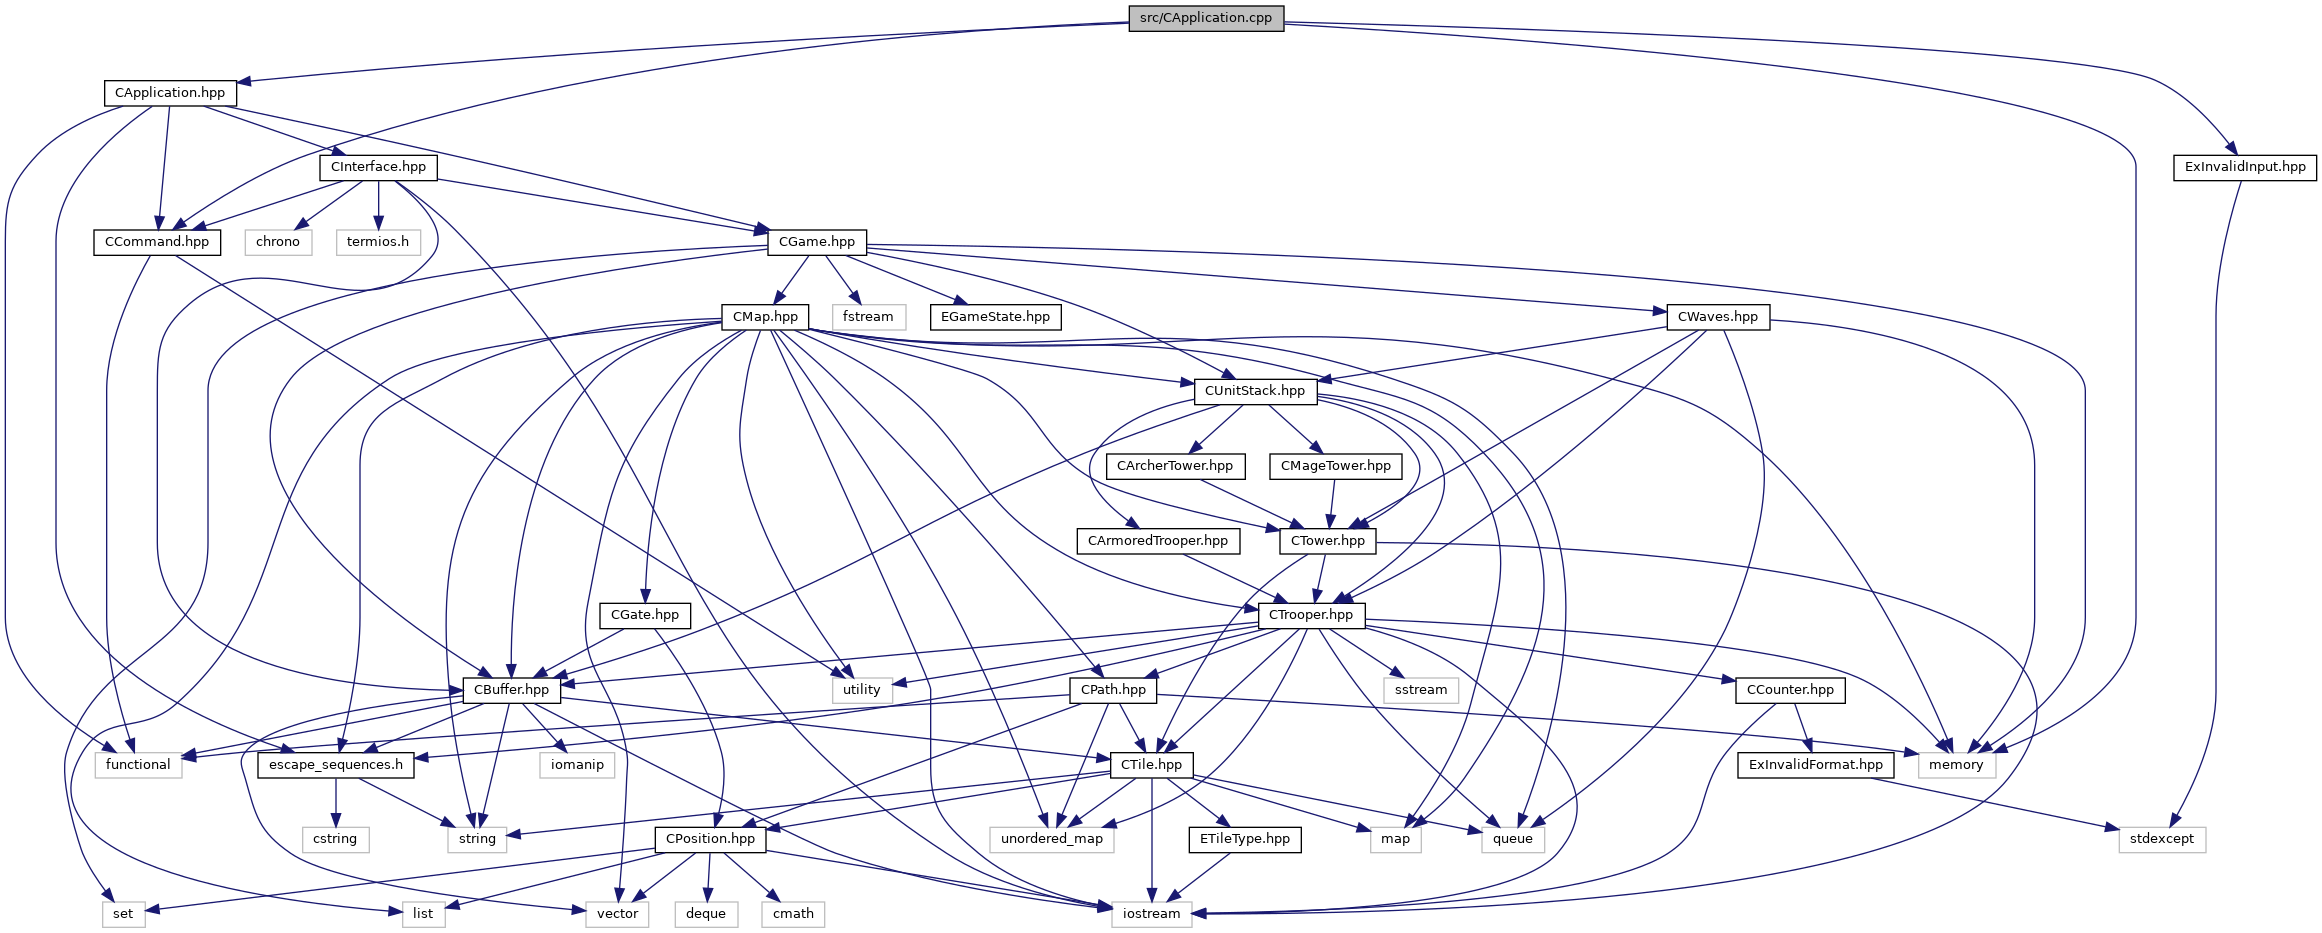 src/CApplication.cpp
CApplication.hpp
CInterface.hpp
ExInvalidInput.hpp
CCommand.hpp
chrono
termios.h
CGame.hpp
CMap.hpp
fstream
EGameState.hpp
CWaves.hpp
CUnitStack.hpp
CArcherTower.hpp
CMageTower.hpp
CArmoredTrooper.hpp
CTower.hpp
CGate.hpp
CTrooper.hpp
CBuffer.hpp
utility
CPath.hpp
sstream
CCounter.hpp
functional
escape_sequences.h
iomanip
CTile.hpp
ExInvalidFormat.hpp
memory
cstring
string
CPosition.hpp
unordered_map
ETileType.hpp
map
queue
stdexcept
set
list
vector
deque
cmath
iostream